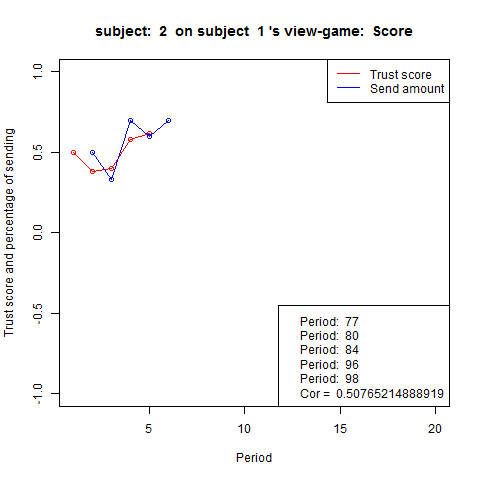 subject:  2  on subject  1 's view-game:  Score
Trust score
Send amount
Trust score and percentage of sending
1.0
0.5
0.0
-0.5
-1.0
Period:  77
Period:  80
Period:  84
Period:  96
Period:  98
Cor =  0.50765214888919
5 10 15 20
Period